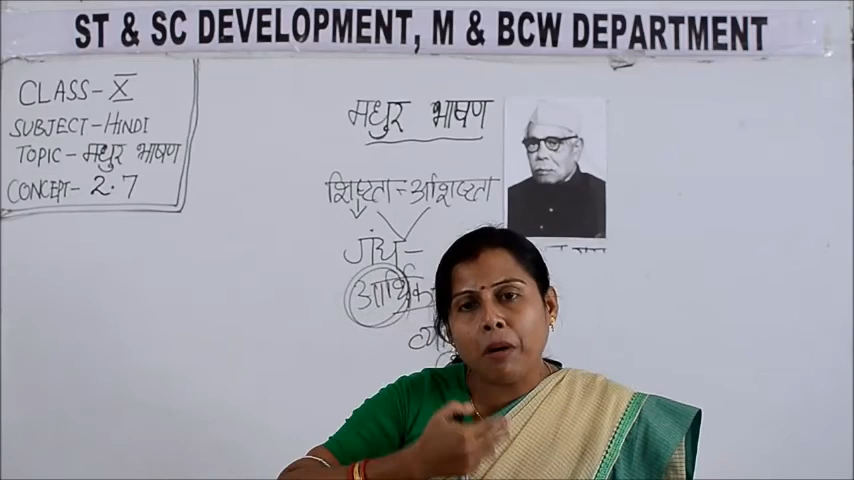 ST & SC DEVELOPMENT, M & BCW DEPARTMENT
CLASS- X
SUBJECT-HINDI
TOPIC- मधुर भाषण
CONCEPT- 2.7
मधुर भाषण
शिष्टता - अशिष्टता
गंध -
आर्थिक